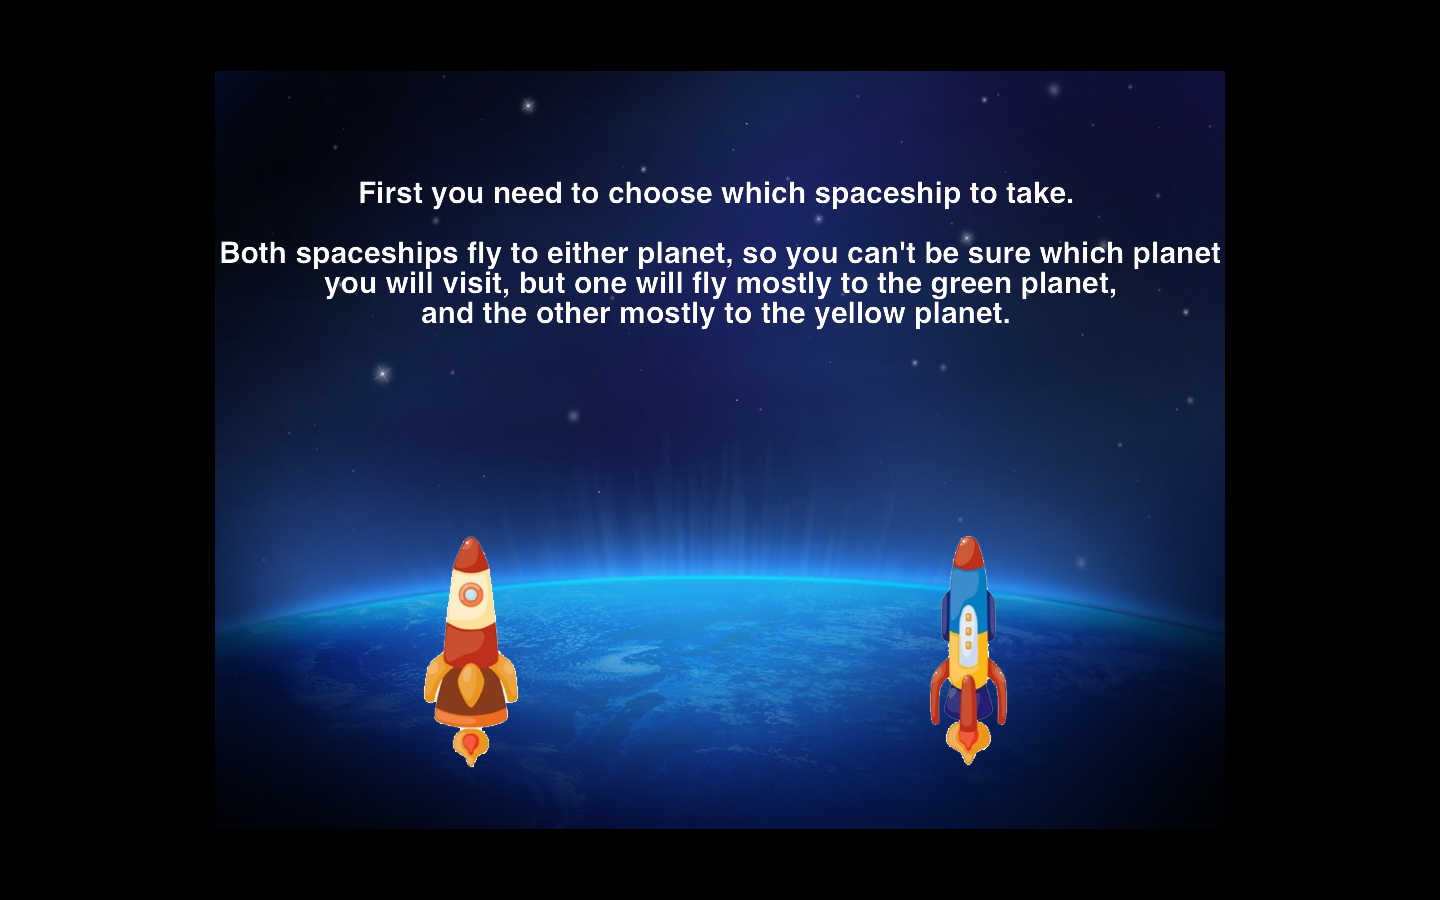 First you need to choose which spaceship to take.
Both spaceships fly to either planet, so you can't be sure which planet
you will visit, but one will fly mostly to the green planet,
and the other mostly to the yellow planet.